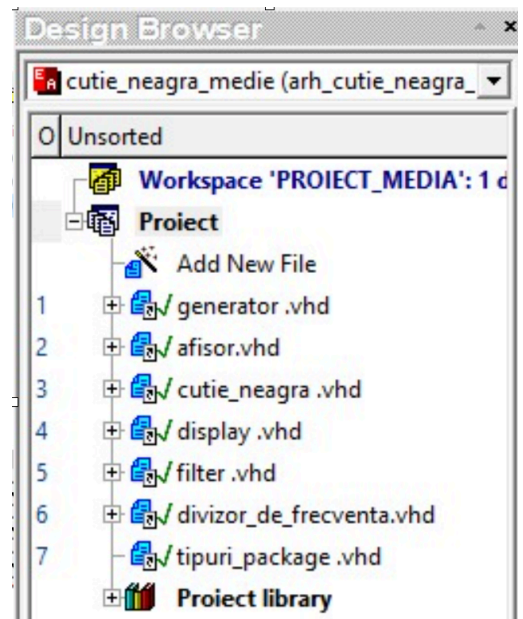 Design Browser
cutie_neagra_medie (arh_cutie_neagra_
O Unsorted
Workspace 'PROIECT_MEDIA': 1 d
Proiect
Add New File
1 generator .vhd
2 afisor.vhd
3 cutie_neagra .vhd
4 display .vhd
5 filter .vhd
6 divizor_de_frecventa.vhd
7 tipuri_package .vhd
Proiect library